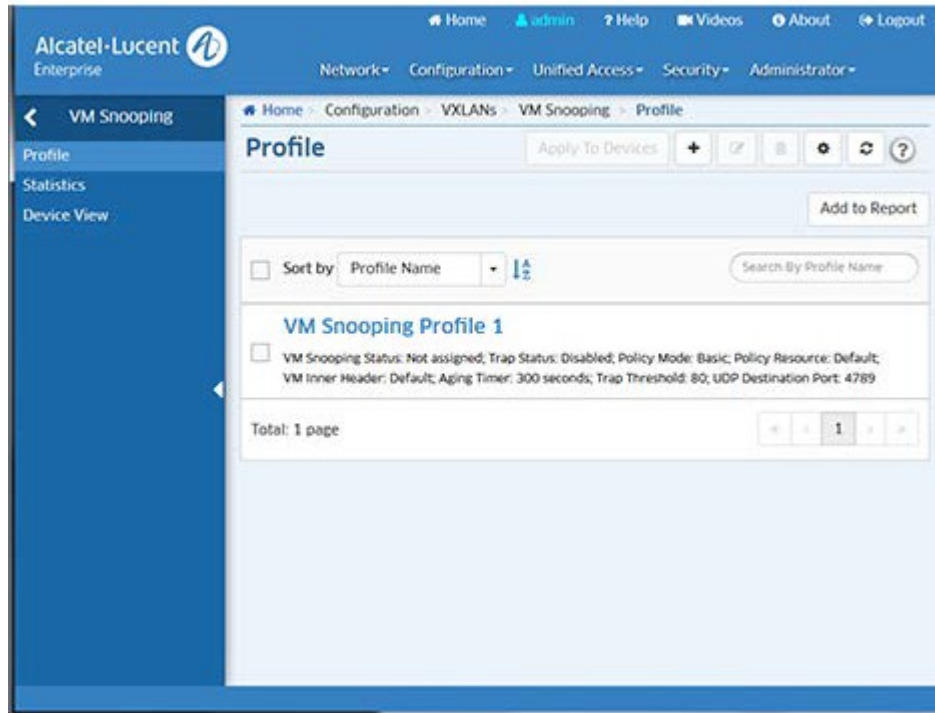 Home admin ? Help Videos About Logout
Alcatel·Lucent
Enterprise
Network Configuration Unified Access Security Administrator
VM Snooping
Home > Configuration > VXLANs > VM Snooping > Profile
Profile
Statistics
Device View
Profile
Apply To Devices
?
Add to Report
Sort by Profile Name
Search By Profile Name
VM Snooping Profile 1
VM Snooping Status: Not assigned; Trap Status: Disabled; Policy Mode: Basic; Policy Resource: Default;
VM Inner Header: Default; Aging Timer: 300 seconds; Trap Threshold: 80; UDP Destination Port: 4789
Total: 1 page
1